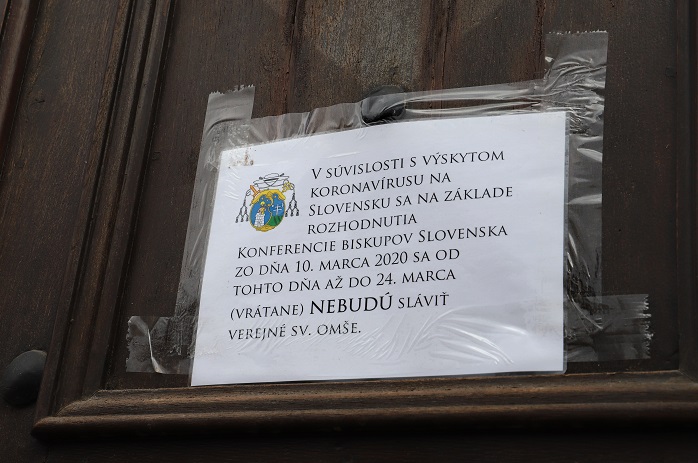 V SÚVISLOSTI S VÝSKYTOM
KORONAVÍRUSU NA
SLOVENSKU SA NA ZÁKLADE
ROZHODNUTIA
KONFERENCIE BISKUPOV SLOVENSKA
ZO DŇA 10. MARCA 2020 SA OD
TOHTO DŇA AŽ DO 24. MARCA
(VRÁTANE) NEBUDÚ SLÁVIŤ
VEREJNÉ SV. OMŠE.